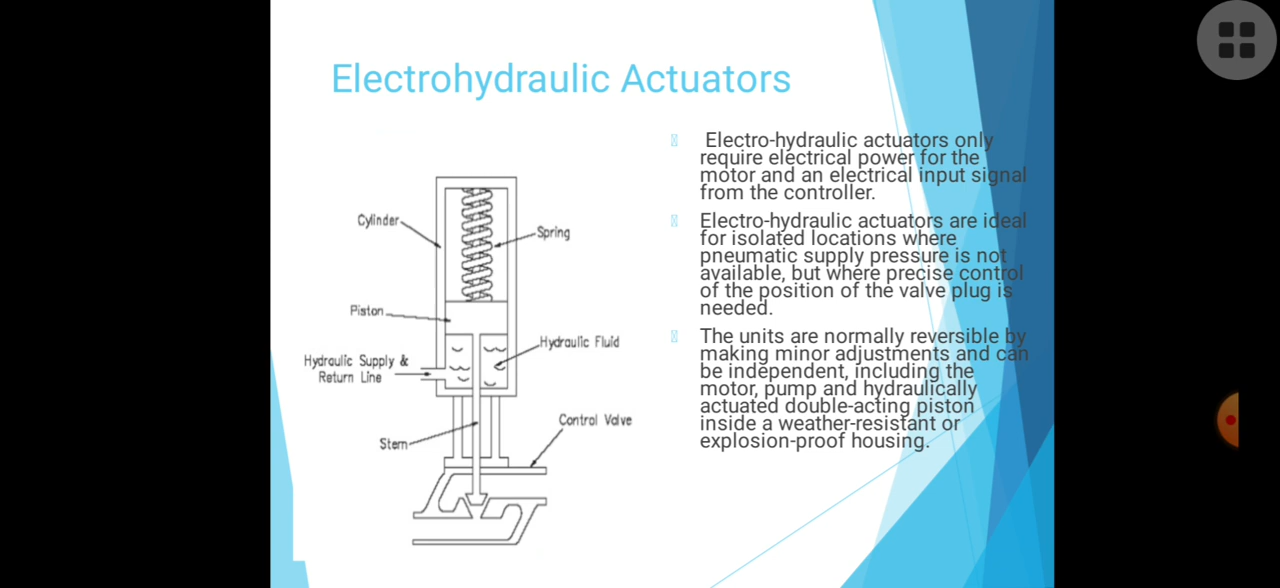 Electrohydraulic Actuators
Cylinder
Spring
Piston
Hydraulic Fluid
Hydraulic Supply &
Return Line
Control Valve
Stem
Electro-hydraulic actuators only
require electrical power for the
motor and an electrical input signal
from the controller.
Electro-hydraulic actuators are ideal
for isolated locations where
pneumatic supply pressure is not
available, but where precise control
of the position of the valve plug is
needed.
The units are normally reversible by
making minor adjustments and can
be independent, including the
motor, pump and hydraulically
actuated double-acting piston
inside a weather-resistant or
explosion-proof housing.